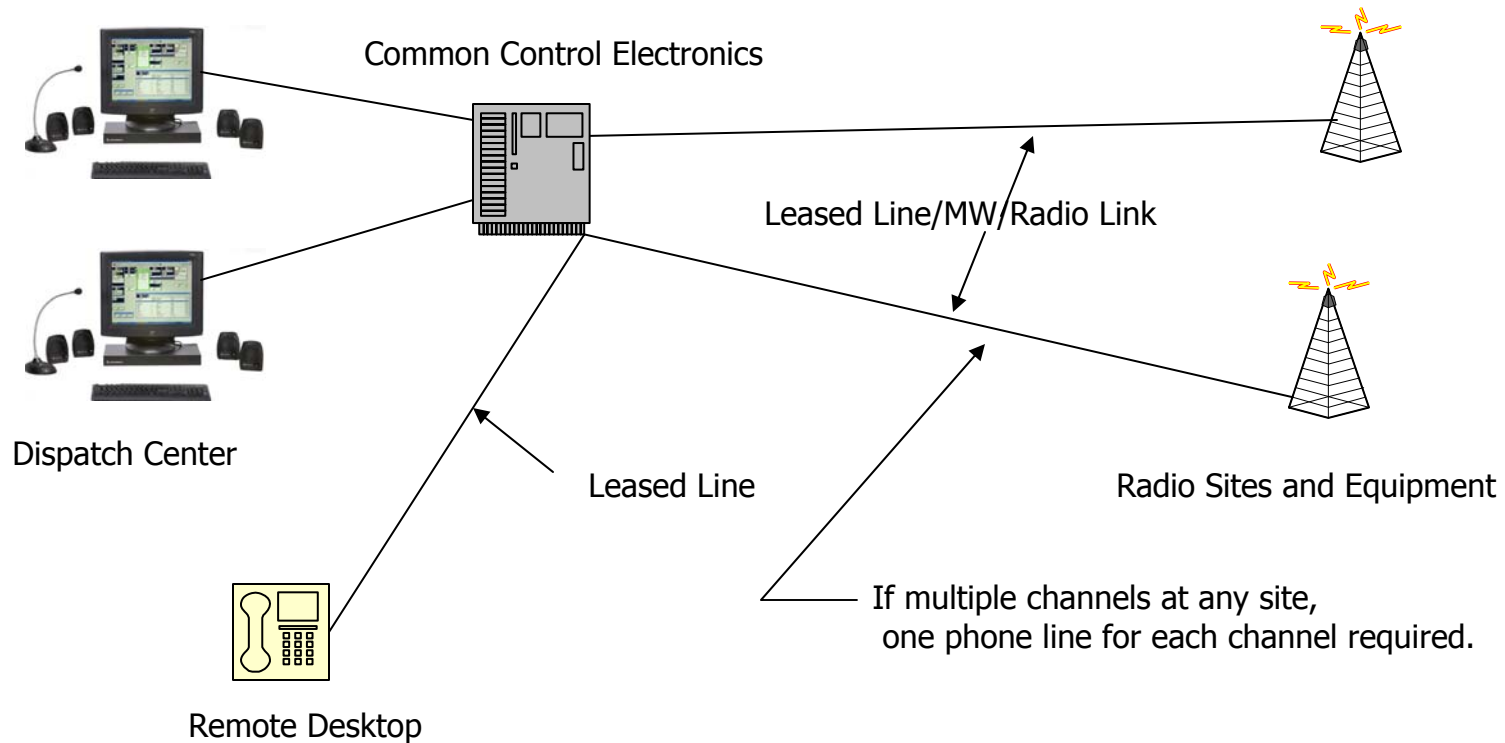 Common Control Electronics
Leased Line/MW/Radio Link
Dispatch Center
Leased Line
Radio Sites and Equipment
If multiple channels at any site,
one phone line for each channel required.
Remote Desktop